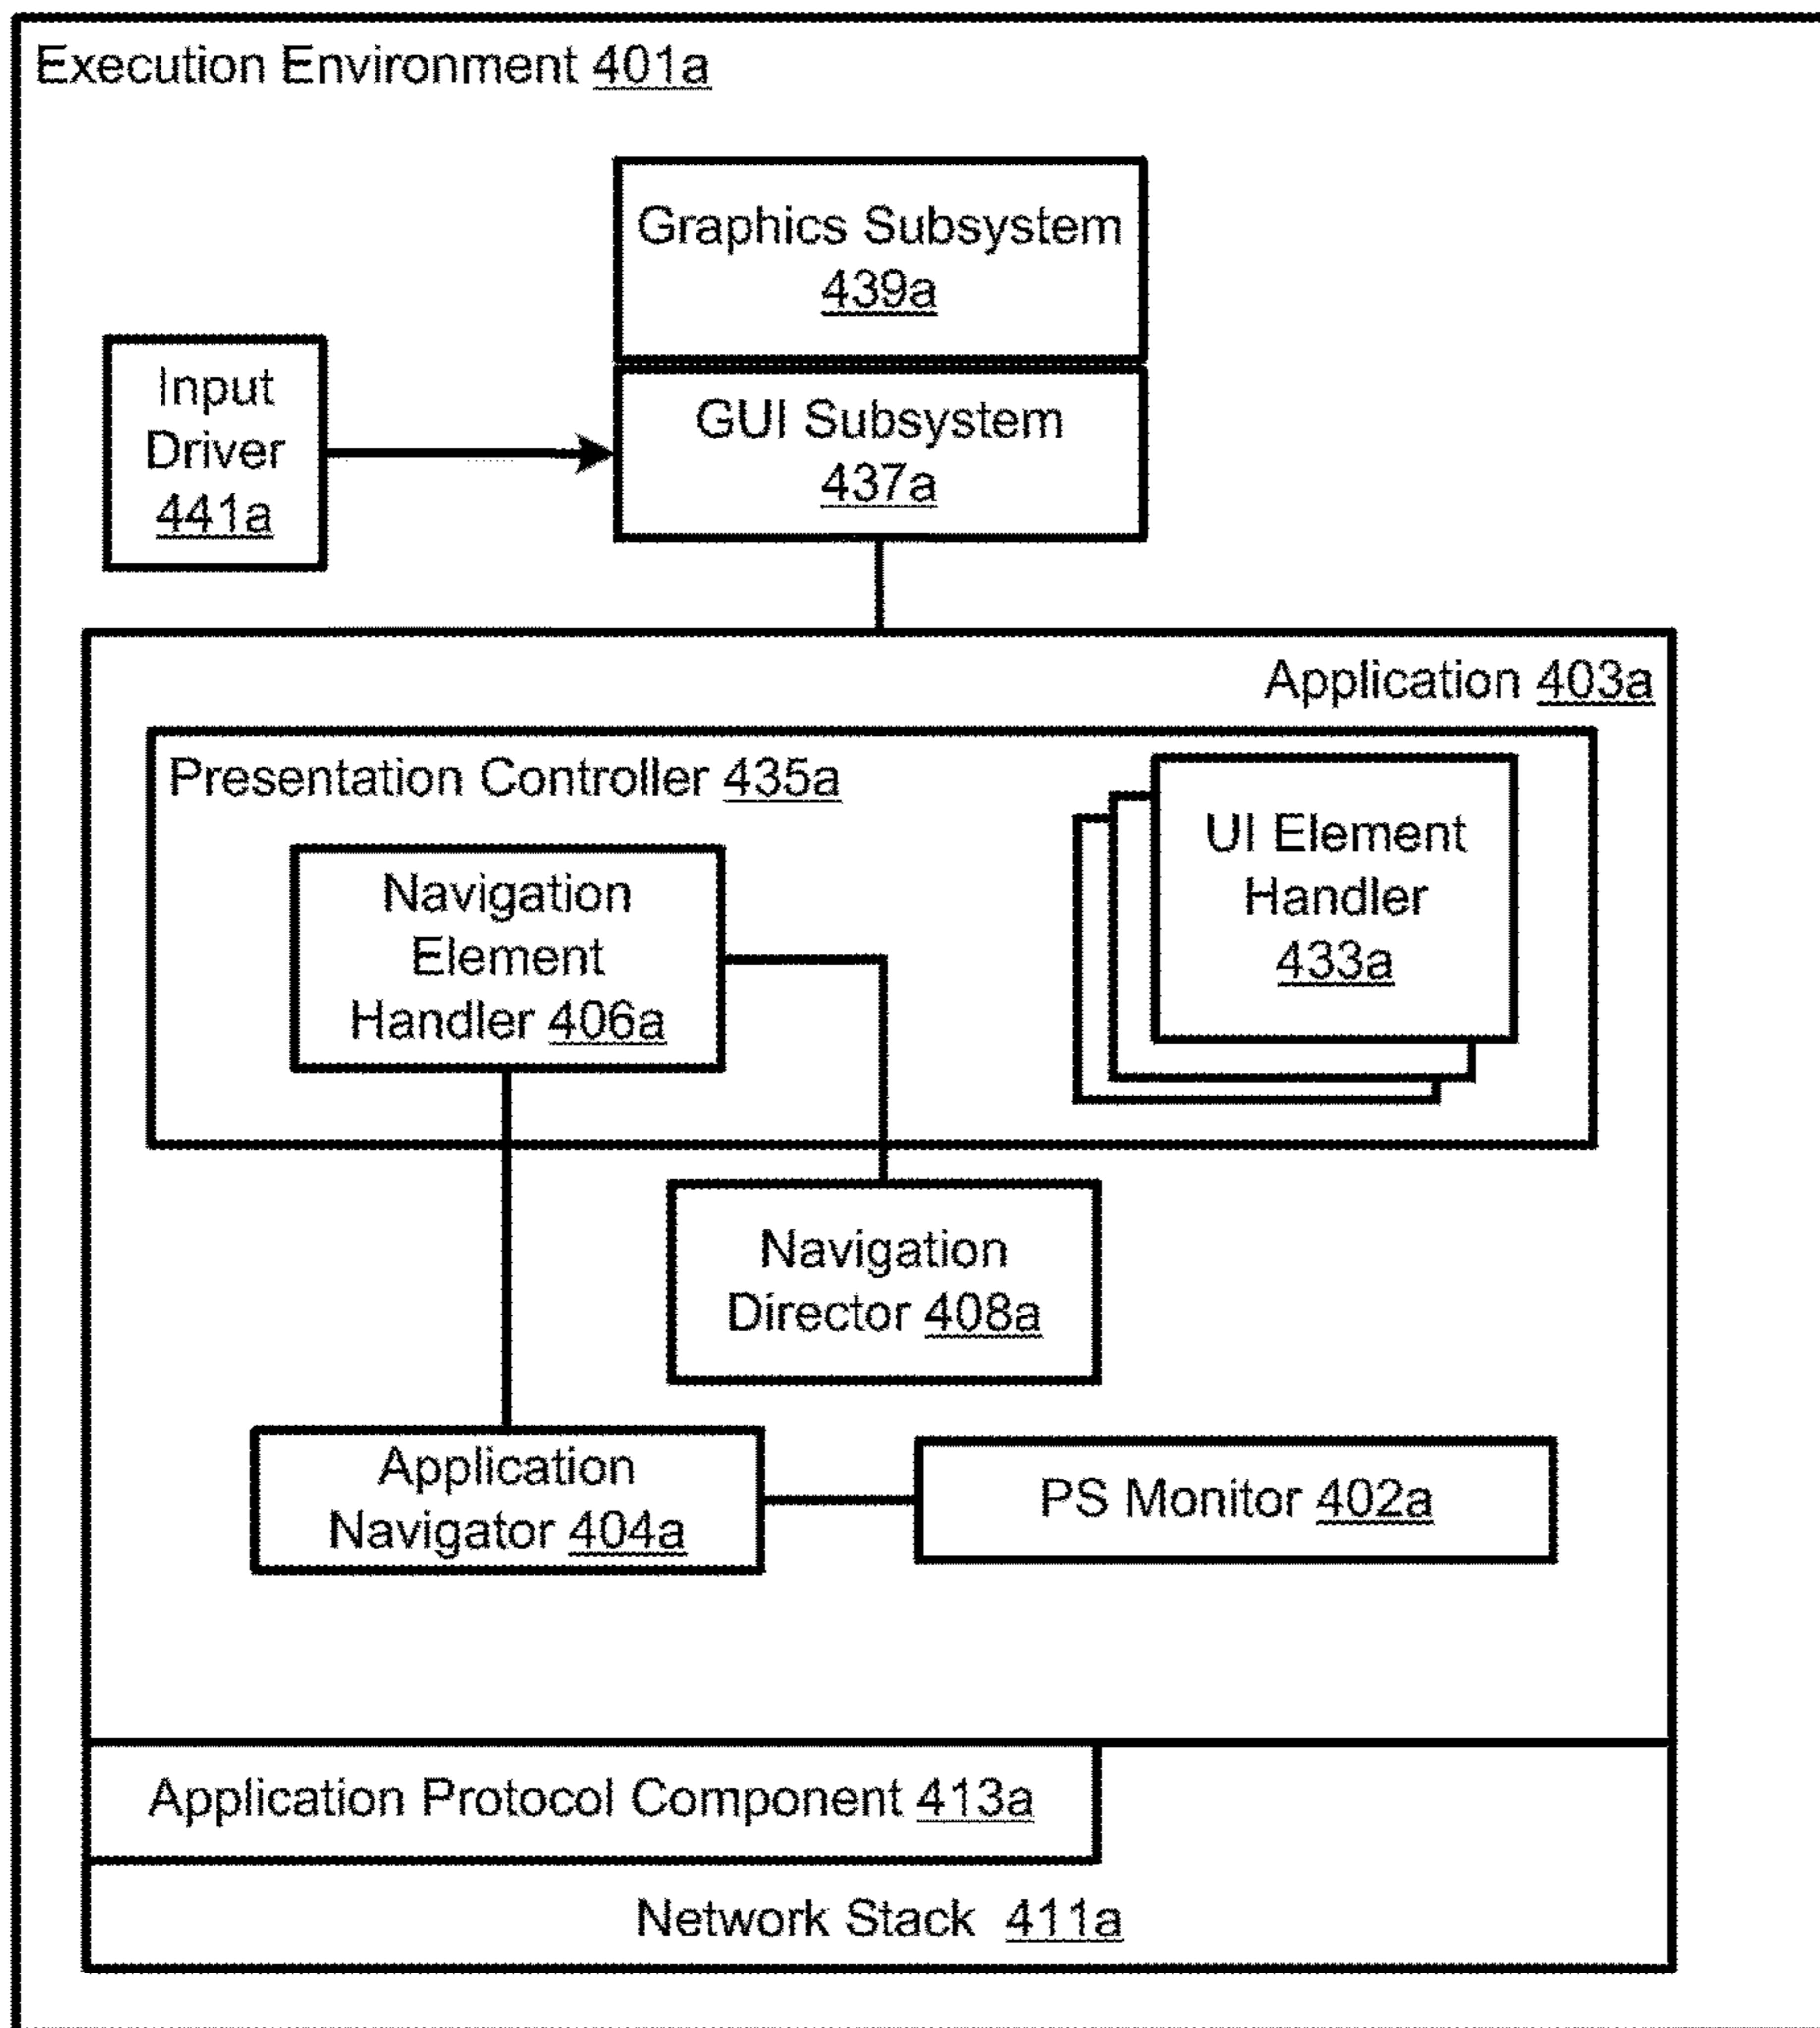 Execution Environment 401a
Graphics Subsystem
439a
Input
Driver
441a
GUI Subsystem
437a
Application 403a
Presentation Controller 435a
UI Element
Handler
433a
Navigation
Element
Handler 406a
Navigation
Director 408a
Application
Navigator 404a
PS Monitor 402a
Application Protocol Component 413a
Network Stack 411a